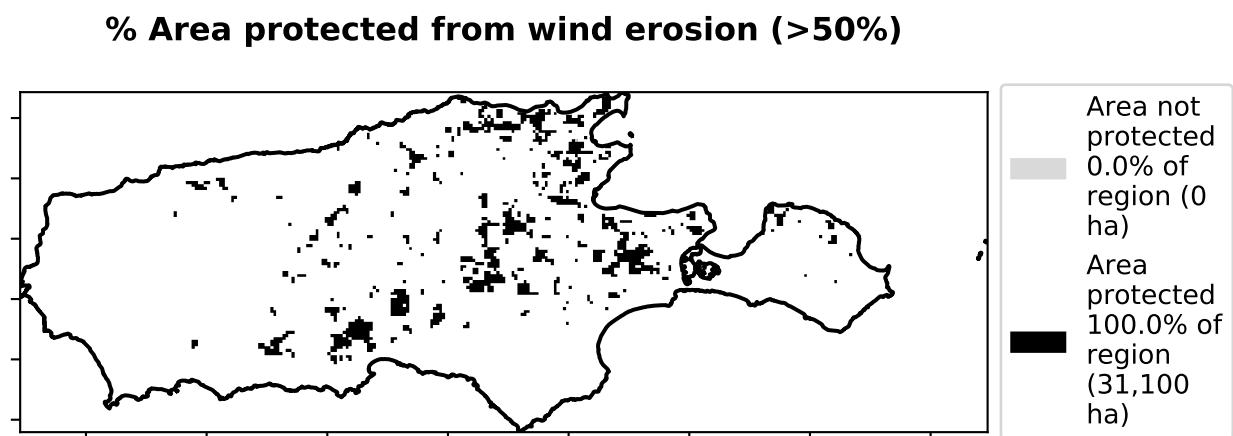 % Area protected from wind erosion (>50%)
Area not
protected
0.0% of
region (0
ha)
Area
protected
100.0% of
region
(31,100
ha)